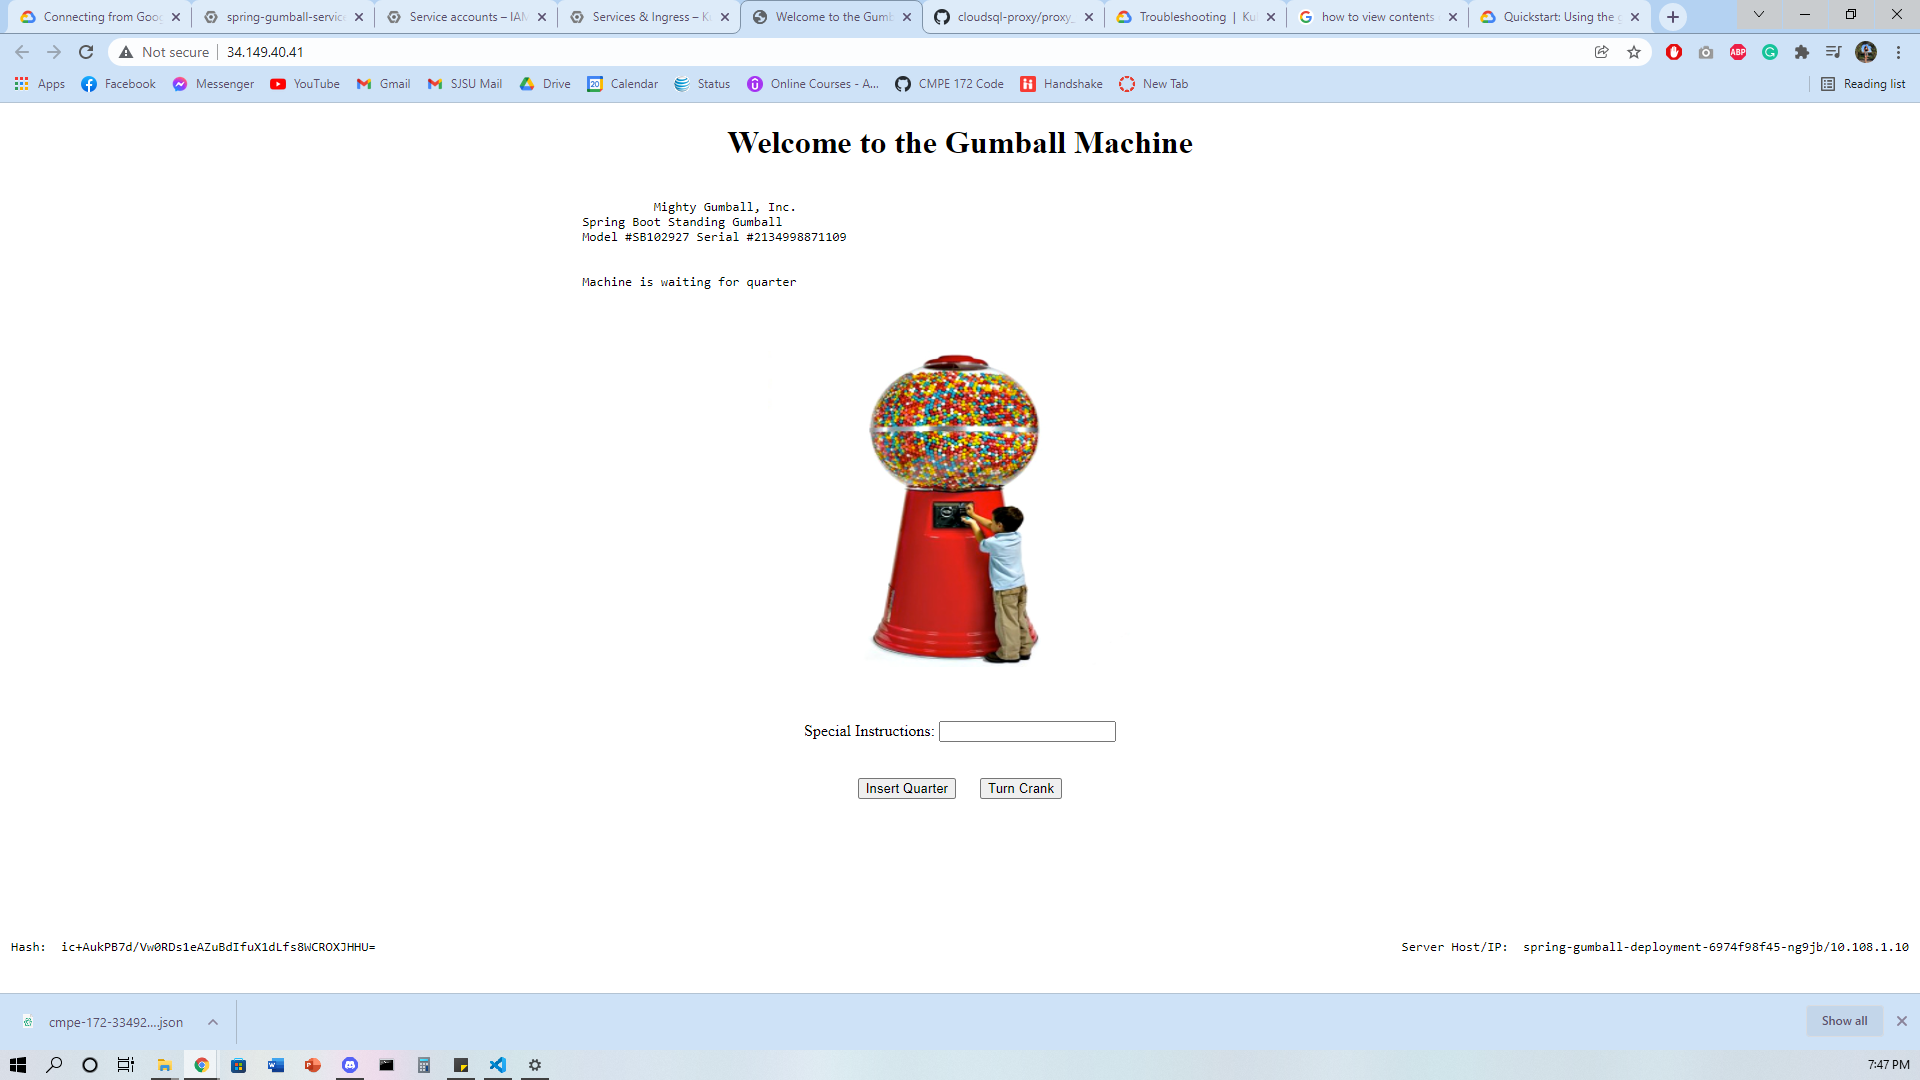 Connecting from Goog
spring-gumball-service
Service accounts – IAM
Services & Ingress – K
Welcome to the Gumb
cloudsql-proxy/proxy_
Troubleshooting | Ku
how to view contents
Quickstart: Using the g
Not secure
34.149.40.41
ABP
Apps
Facebook
Messenger
YouTube
Gmail
SJSU Mail
Drive
20
Calendar
Status
Online Courses - A...
CMPE 172 Code
Handshake
New Tab
Reading list
Welcome to the Gumball Machine
Mighty Gumball, Inc.
Spring Boot Standing Gumball
Model #SB102927 Serial #2134998871109
Machine is waiting for quarter
Special Instructions:
Insert Quarter
Turn Crank
Hash: ic+AukPB7d/Vw0RDs1eAZuBdIfuX1dLfs8WCROXJHHU=
Server Host/IP: spring-gumball-deployment-6974f98f45-ng9jb/10.108.1.10
cmpe-172-33492....json
Show all
7:47 PM